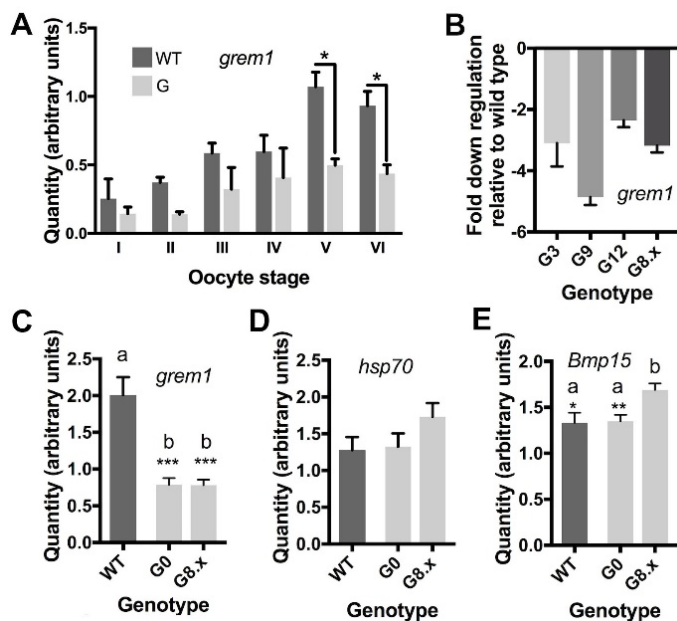 A
WT
G
grem1
*
*
Quantity (arbitrary units)
1.5
1.0
0.5
0.0
I II III IV V VI
Oocyte stage
B
Fold down regulation
relative to wild type
0
-2
-4
-6
grem1
G3 G9 G12 G8.x
Genotype
C
grem1
Quantity (arbitrary units)
2.5
2.0
1.5
1.0
0.5
0.0
a
b b
*** ***
WT G0 G8.x
Genotype
D
hsp70
Quantity (arbitrary units)
2.5
2.0
1.5
1.0
0.5
0.0
WT G0 G8.x
Genotype
E
Bmp15
Quantity (arbitrary units)
2.0
1.5
1.0
0.5
0.0
a a b
* **
WT G0 G8.x
Genotype